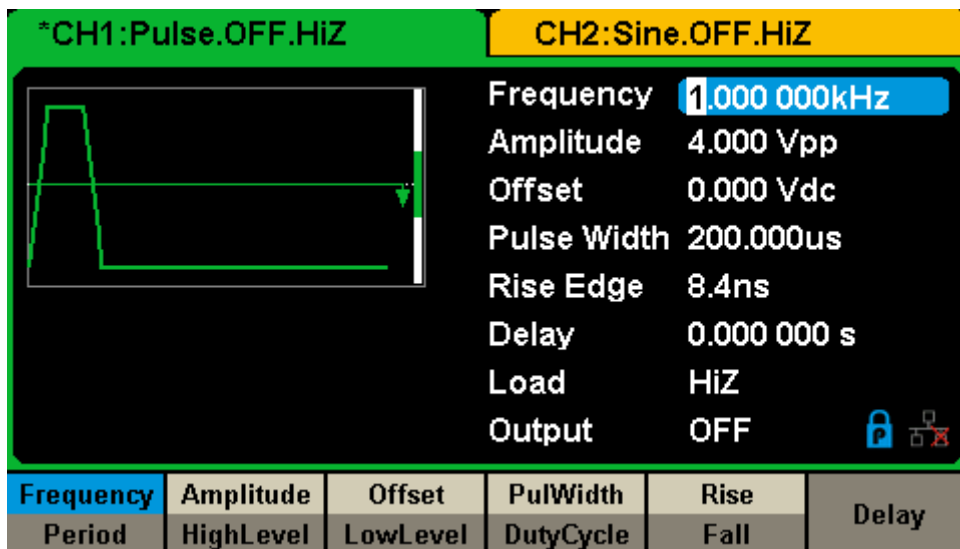 *CH1:Pulse.OFF.HiZ
CH2:Sine.OFF.HiZ
Frequency 1.000 000kHz
Amplitude 4.000 Vpp
Offset 0.000 Vdc
Pulse Width 200.000us
Rise Edge 8.4ns
Delay 0.000 000 s
Load HiZ
Output OFF
P
Frequency Amplitude Offset PulWidth Rise Delay
Period HighLevel LowLevel DutyCycle Fall